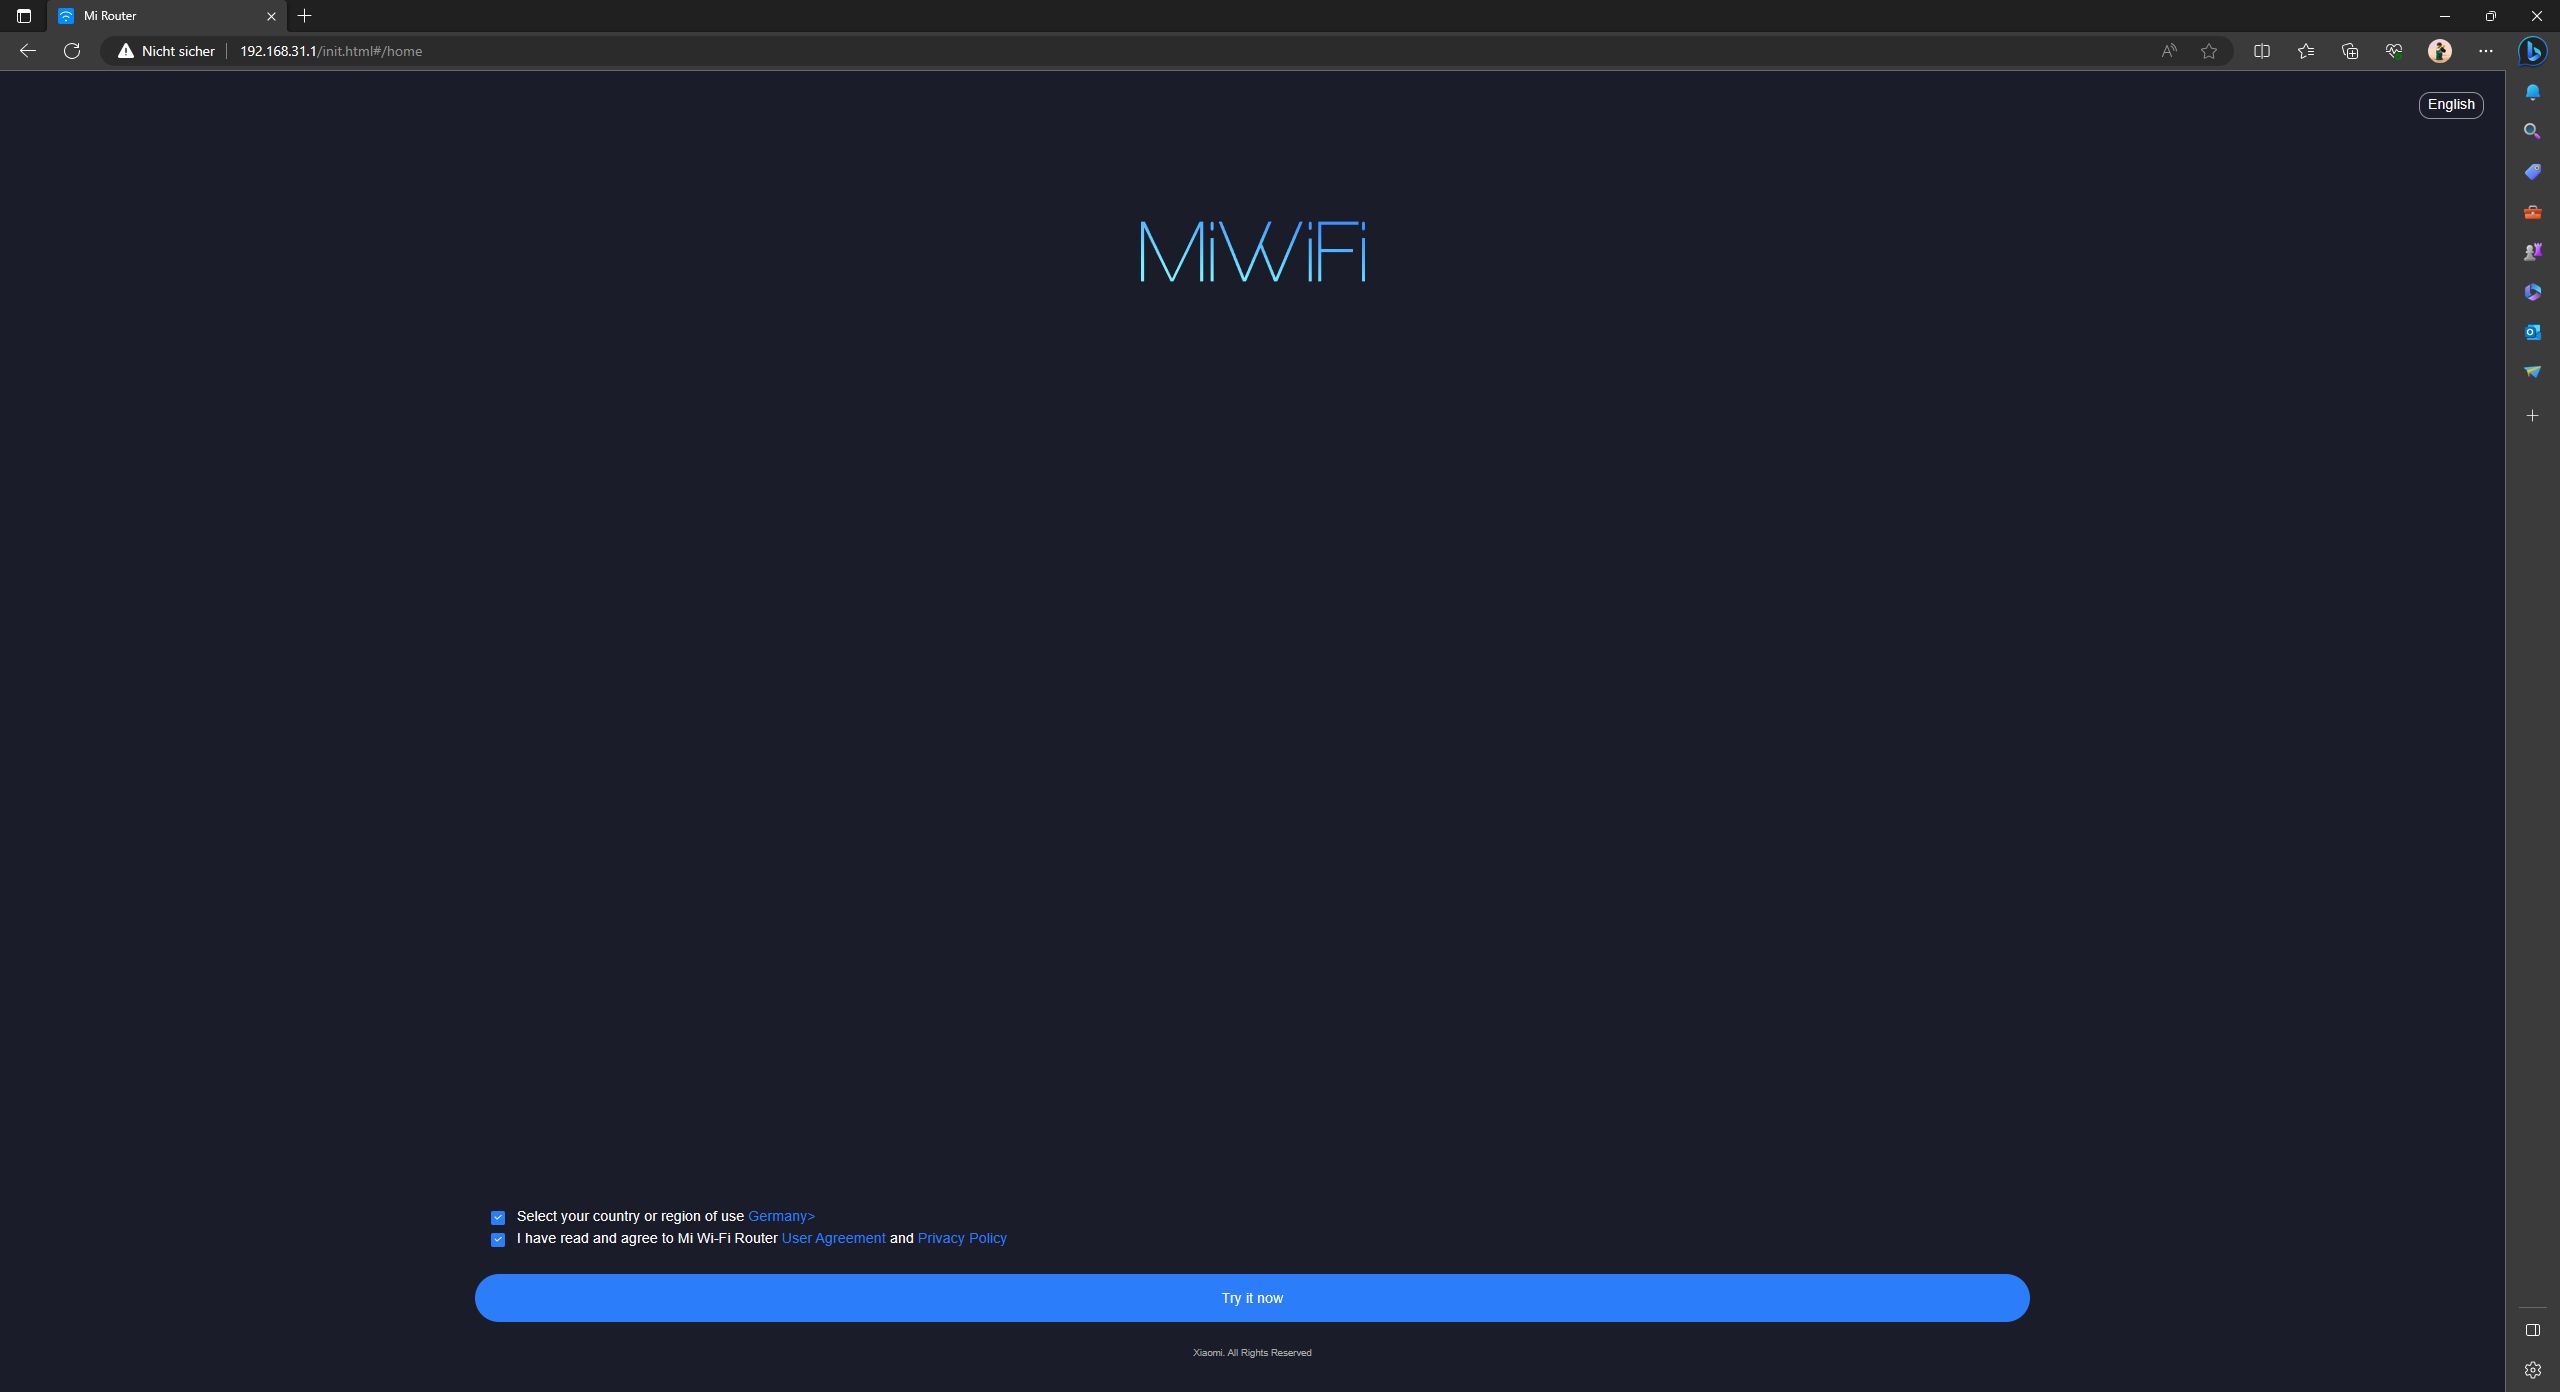 Mi Router
Nicht sicher
192.168.31.1/init.html#/home
English
MiWiFi
Select your country or region of use Germany>
I have read and agree to Mi Wi-Fi Router User Agreement and Privacy Policy
Try it now
Xiaomi. All Rights Reserved